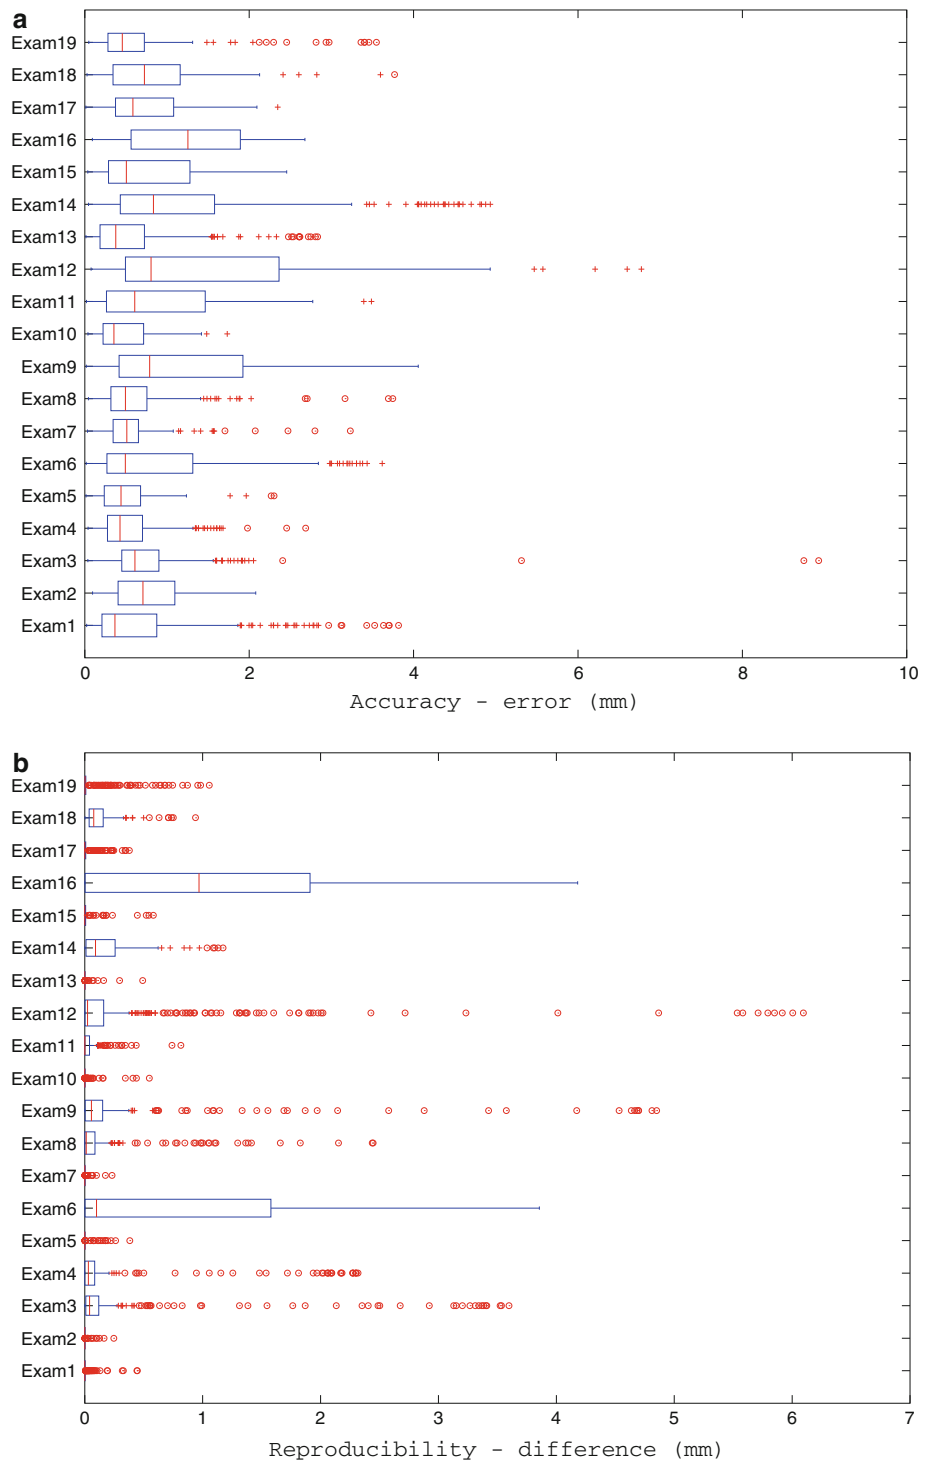 a
Exam19
Exam18
Exam17
Exam16
Exam15
Exam14
Exam13
Exam12
Exam11
Exam10
Exam9
Exam8
Exam7
Exam6
Exam5
Exam4
Exam3
Exam2
Exam1
0 2 4 6 8 10
Accuracy - error (mm)
b
Exam19
Exam18
Exam17
Exam16
Exam15
Exam14
Exam13
Exam12
Exam11
Exam10
Exam9
Exam8
Exam7
Exam6
Exam5
Exam4
Exam3
Exam2
Exam1
0 1 2 3 4 5 6 7
Reproducibility - difference (mm)